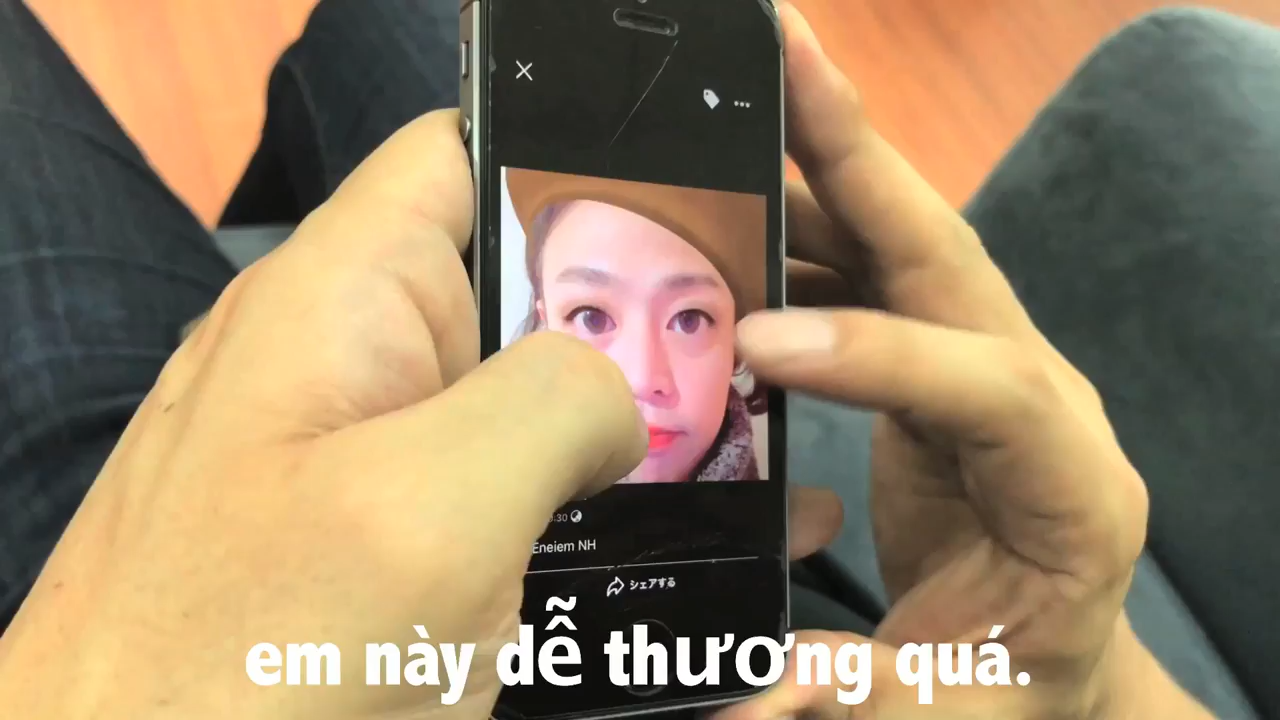 :30
Eneiem NH
シェアする
em này dễ thương quá.